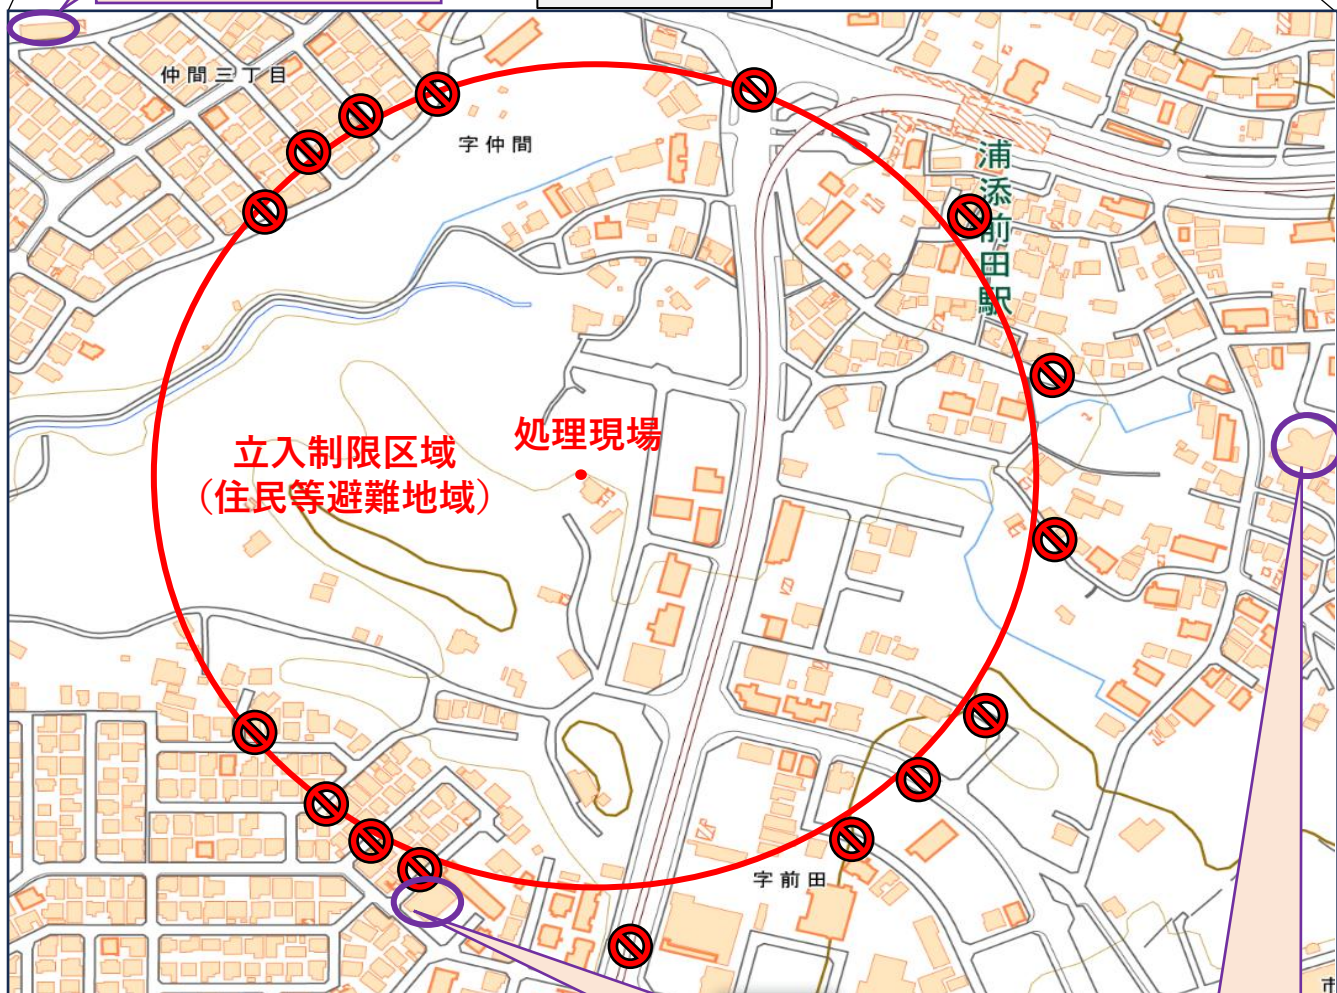 仲間三丁目
字仲間
浦添前田駅
処理現場
立入制限区域
（住民等避難地域）
字前田
市